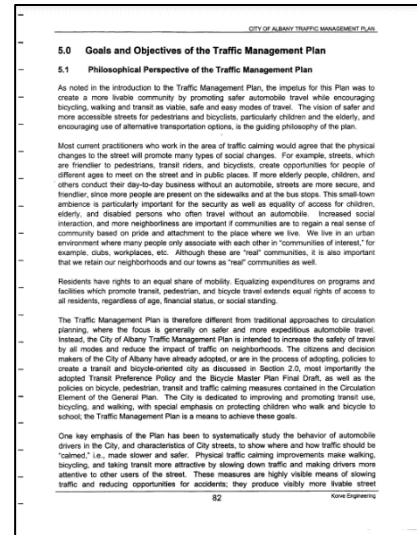 CITY OF ALBANY TRAFFIC MANAGEMENT PLAN
5.0 Goals and Objectives of the Traffic Management Plan
5.1 Philosophical Perspective of the Traffic Management Plan
As noted in the introduction to the Traffic Management Plan, the impetus for this Plan was to
create a more livable community by promoting safer automobile travel while encouraging
bicycling, walking and transit as viable, safe and easy modes of travel. The vision of safer and
more accessible streets for pedestrians and bicyclists, particularly children and the elderly, and
encouraging use of alternative transportation options, is the guiding philosophy of the plan.
Most current practitioners who work in the area of traffic calming would agree that the physical
changes to the street will promote many types of social changes. For example, streets, which
are friendlier to pedestrians, transit riders, and bicyclists, create opportunities for people of
different ages to meet on the street and in public places. If more elderly people, children, and
others conduct their day-to-day business without an automobile, streets are more secure, and
friendlier, since more people are present on the sidewalks and at the bus stops. This small-town
ambience is particularly important for the security as well as equality of access for children,
elderly, and disabled persons who often travel without an automobile. Increased social
interaction, and more neighborliness are important if communities are to regain a real sense of
community based on pride and attachment to the place where we live. We live in an urban
environment where many people only associate with each other in "communities of interest," for
example, clubs, workplaces, etc. Although these are "real" communities, it is also important
that we retain our neighborhoods and our towns as "real" communities as well.
Residents have rights to an equal share of mobility. Equalizing expenditures on programs and
facilities which promote transit, pedestrian, and bicycle travel extends equal rights of access to
all residents, regardless of age, financial status, or social standing.
The Traffic Management Plan is therefore different from traditional approaches to circulation
planning, where the focus is generally on safer and more expeditious automobile travel.
Instead, the City of Albany Traffic Management Plan is intended to increase the safety of travel
by all modes and reduce the impact of traffic on neighborhoods. The citizens and decision
makers of the City of Albany have already adopted, or are in the process of adopting, policies to
create a transit and bicycle-oriented city as discussed in Section 2.0, most importantly the
adopted Transit Preference Policy and the Bicycle Master Plan Final Draft, as well as the
policies on bicycle, pedestrian, transit and traffic calming measures contained in the Circulation
Element of the General Plan. The City is dedicated to improving and promoting transit use,
bicycling, and walking, with special emphasis on protecting children who walk and bicycle to
school; the Traffic Management Plan is a means to achieve these goals.
One key emphasis of the Plan has been to systematically study the behavior of automobile
drivers in the City, and characteristics of City streets, to show where and how traffic should be
"calmed," i.e., made slower and safer. Physical traffic calming improvements make walking,
bicycling, and taking transit more attractive by slowing down traffic and making drivers more
attentive to other users of the street. These measures are highly visible means of slowing
traffic and reducing opportunities for accidents; they produce visibly more livable street
82
Korve Engineering